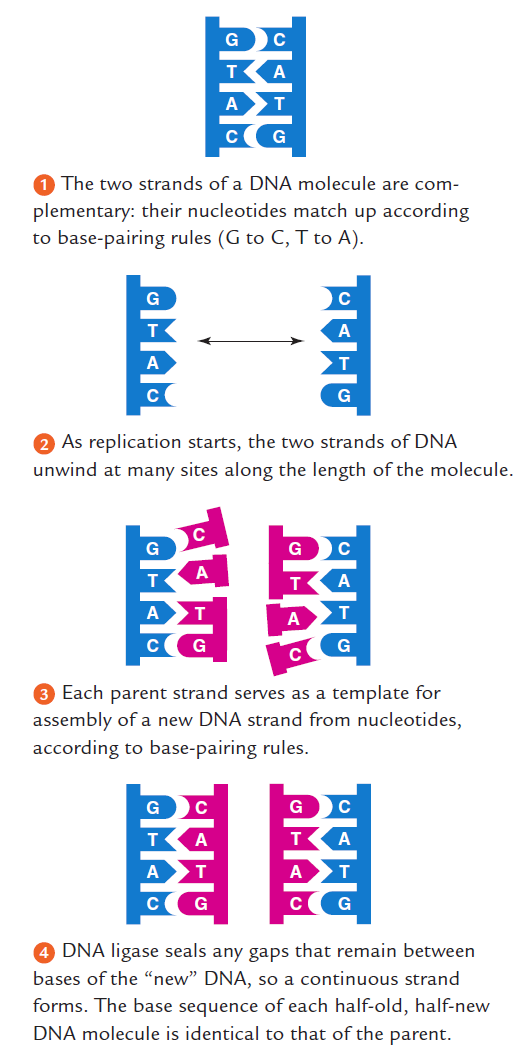 G C
T A
A T
C G
1 The two strands of a DNA molecule are com-
plementary: their nucleotides match up according
to base-pairing rules (G to C, T to A).
G C
T A
A T
C G
2 As replication starts, the two strands of DNA
unwind at many sites along the length of the molecule.
G C G C
T A T A
A T A T
C G C G
3 Each parent strand serves as a template for
assembly of a new DNA strand from nucleotides,
according to base-pairing rules.
G C G C
T A T A
A T A T
C G C G
4 DNA ligase seals any gaps that remain between
bases of the “new” DNA, so a continuous strand
forms. The base sequence of each half-old, half-new
DNA molecule is identical to that of the parent.